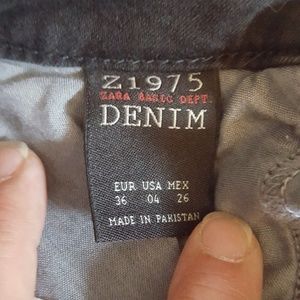 Z1975
ZARA BASIC DEPT.
DENIM
EUR USA MEX
36 04 26
MADE IN PAKISTAN